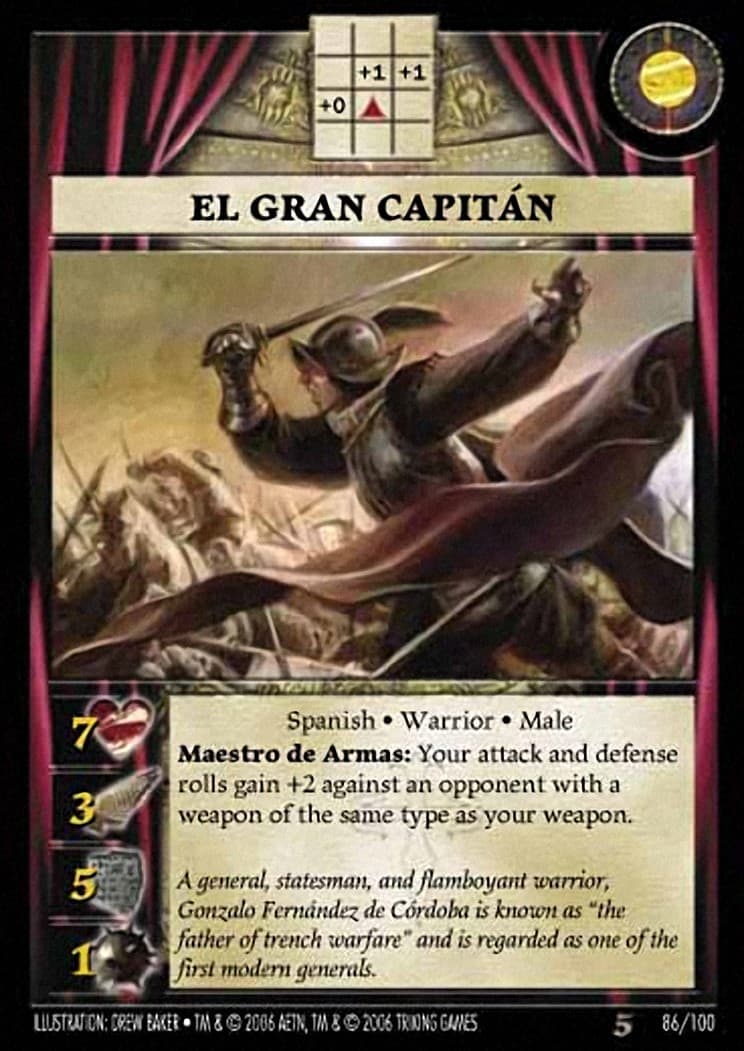 +1 +1
+0
EL GRAN CAPITÁN
7
3
5
1
Spanish • Warrior • Male
Maestro de Armas: Your attack and defense
rolls gain +2 against an opponent with a
weapon of the same type as your weapon.
A general, statesman, and flamboyant warrior,
Gonzalo Fernández de Córdoba is known as “the
father of trench warfare” and is regarded as one of the
first modern generals.
ILLUSTRATION: DREW BAKER • TM & © 2006 AETN, TM & © 2006 TRIKING GAMES
5 86/100